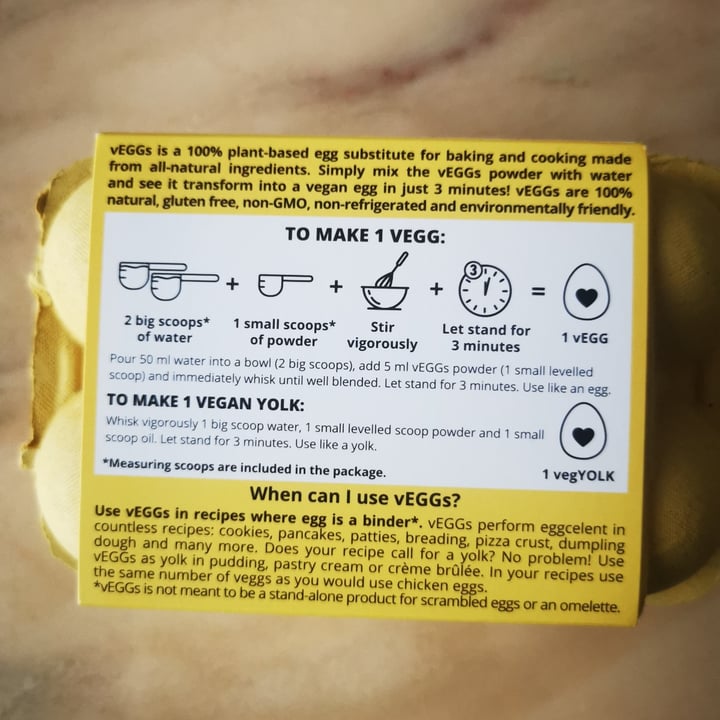 vEGGs is a 100% plant-based egg substitute for baking and cooking made
from all-natural ingredients. Simply mix the vEGGs powder with water
and see it transform into a vegan egg in just 3 minutes! vEGGs are 100%
natural, gluten free, non-GMO, non-refrigerated and environmentally friendly.
TO MAKE 1 VEGG:
+ + + 3 =
2 big scoops*
of water
1 small scoops*
of powder
Stir
vigorously
Let stand for
3 minutes
1 vEGG
Pour 50 ml water into a bowl (2 big scoops), add 5 ml vEGGs powder (1 small levelled
scoop) and immediately whisk until well blended. Let stand for 3 minutes. Use like an egg.
TO MAKE 1 VEGAN YOLK:
Whisk vigorously 1 big scoop water, 1 small levelled scoop powder and 1 small
scoop oil. Let stand for 3 minutes. Use like a yolk.
*Measuring scoops are included in the package.
1 vegYOLK
When can I use vEGGs?
Use vEGGs in recipes where egg is a binder*. vEGGs perform eggcelent in
countless recipes: cookies, pancakes, patties, breading, pizza crust, dumpling
dough and many more. Does your recipe call for a yolk? No problem! Use
vEGGs as yolk in pudding, pastry cream or crème brûlée. In your recipes use
the same number of veggs as you would use chicken eggs.
*vEGGs is not meant to be a stand-alone product for scrambled eggs or an omelette.